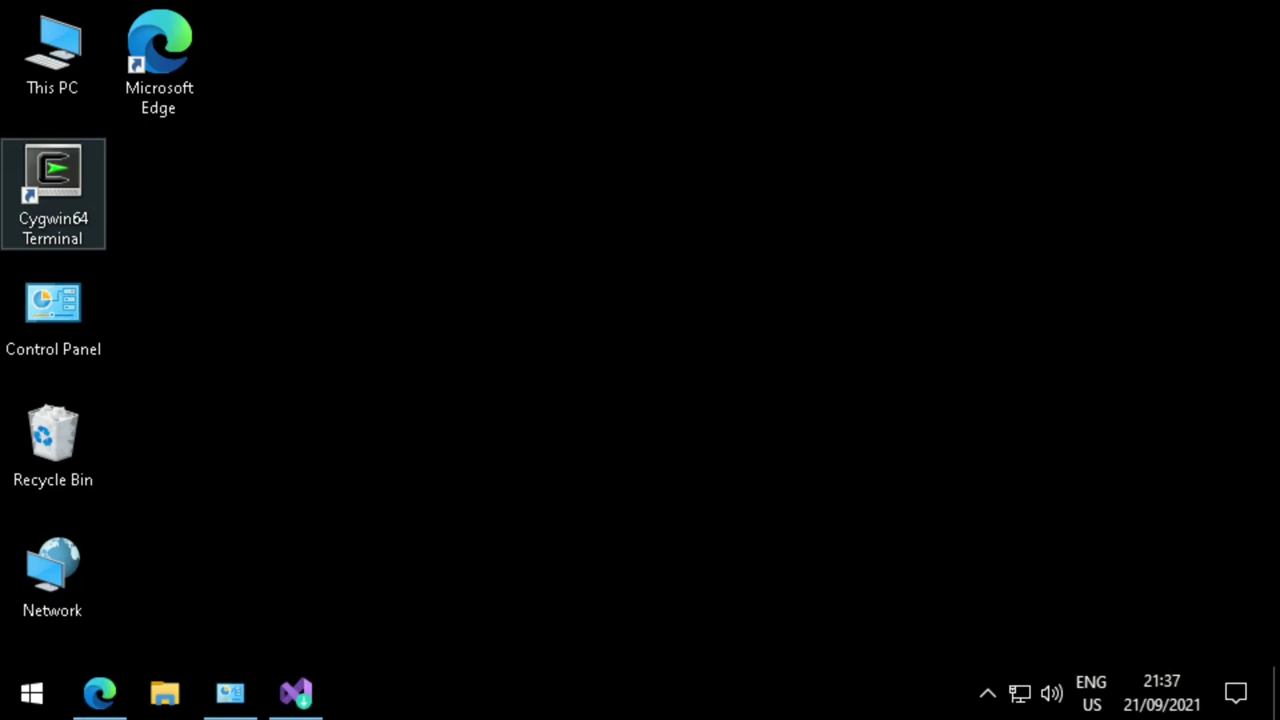 This PC
Microsoft
Edge
Cygwin64
Terminal
Control Panel
Recycle Bin
Network
ENG
US
21:37
21/09/2021